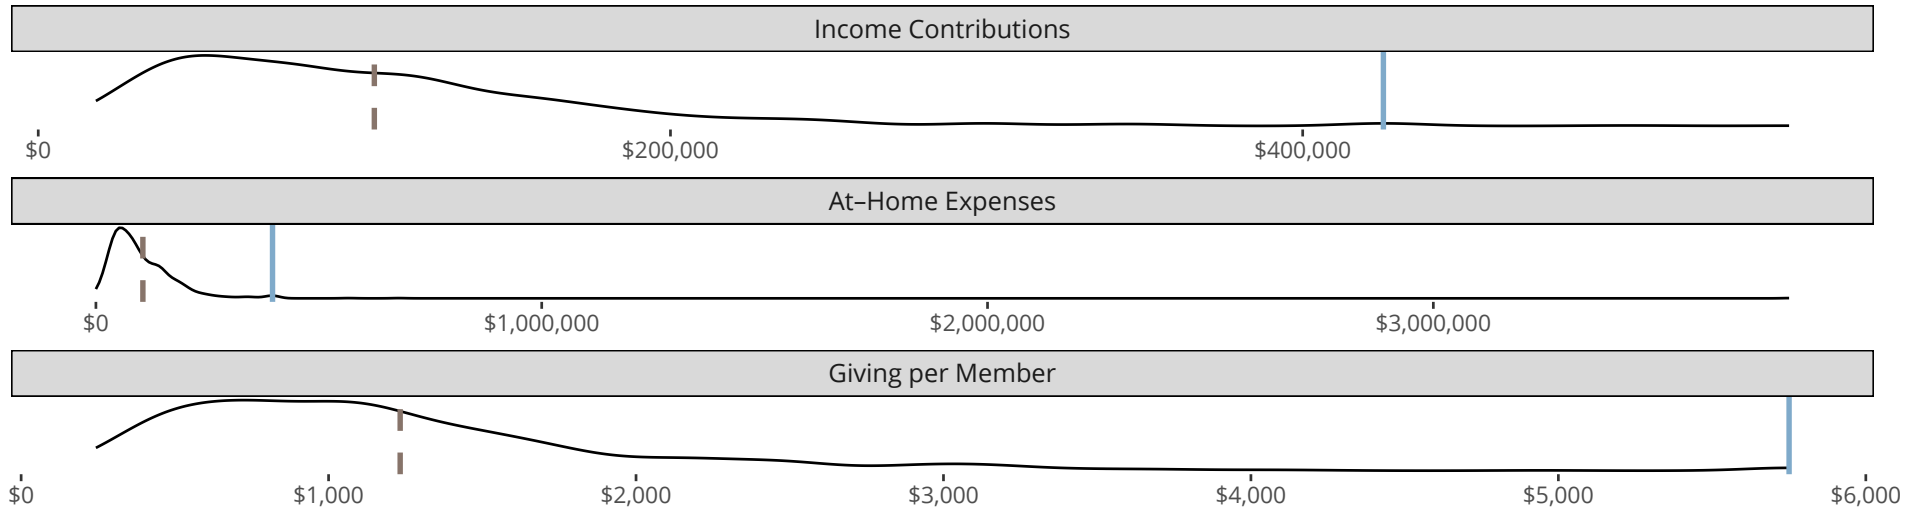 Income Contributions
$0 $200,000 $400,000
At–Home Expenses
$0 $1,000,000 $2,000,000 $3,000,000
Giving per Member
$0 $1,000 $2,000 $3,000 $4,000 $5,000 $6,000